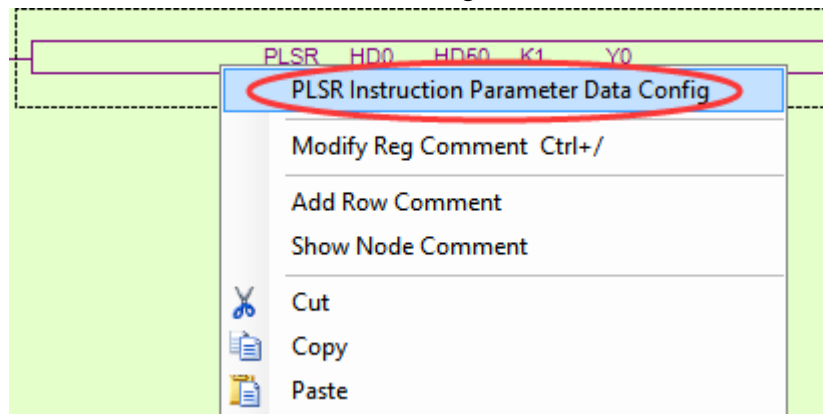 PLSR HD0 HD50 K1 Y0
PLSR Instruction Parameter Data Config
Modify Reg Comment Ctrl+/
Add Row Comment
Show Node Comment
Cut
Copy
Paste